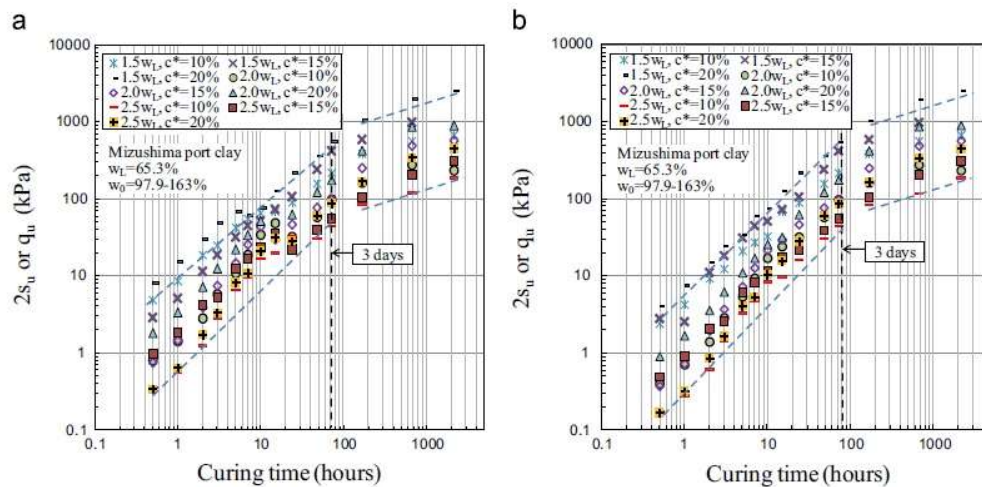 a
10000
1000
100
10
1
0.1
2su or qu (kPa)
1.5wL, c*=10% 1.5wL, c*=15%
1.5wL, c*=20% 2.0wL, c*=10%
2.0wL, c*=15% 2.0wL, c*=20%
2.5wL, c*=10% 2.5wL, c*=15%
2.5wL, c*=20%
Mizushima port clay
wL=65.3%
w0=97.9-163%
3 days
0.1 1 10 100 1000
Curing time (hours)
b
10000
1000
100
10
1
0.1
2su or qu (kPa)
1.5wL, c*=10% 1.5wL, c*=15%
1.5wL, c*=20% 2.0wL, c*=10%
2.0wL, c*=15% 2.0wL, c*=20%
2.5wL, c*=10% 2.5wL, c*=15%
2.5wL, c*=20%
Mizushima port clay
wL=65.3%
w0=97.9-163%
3 days
0.1 1 10 100 1000
Curing time (hours)